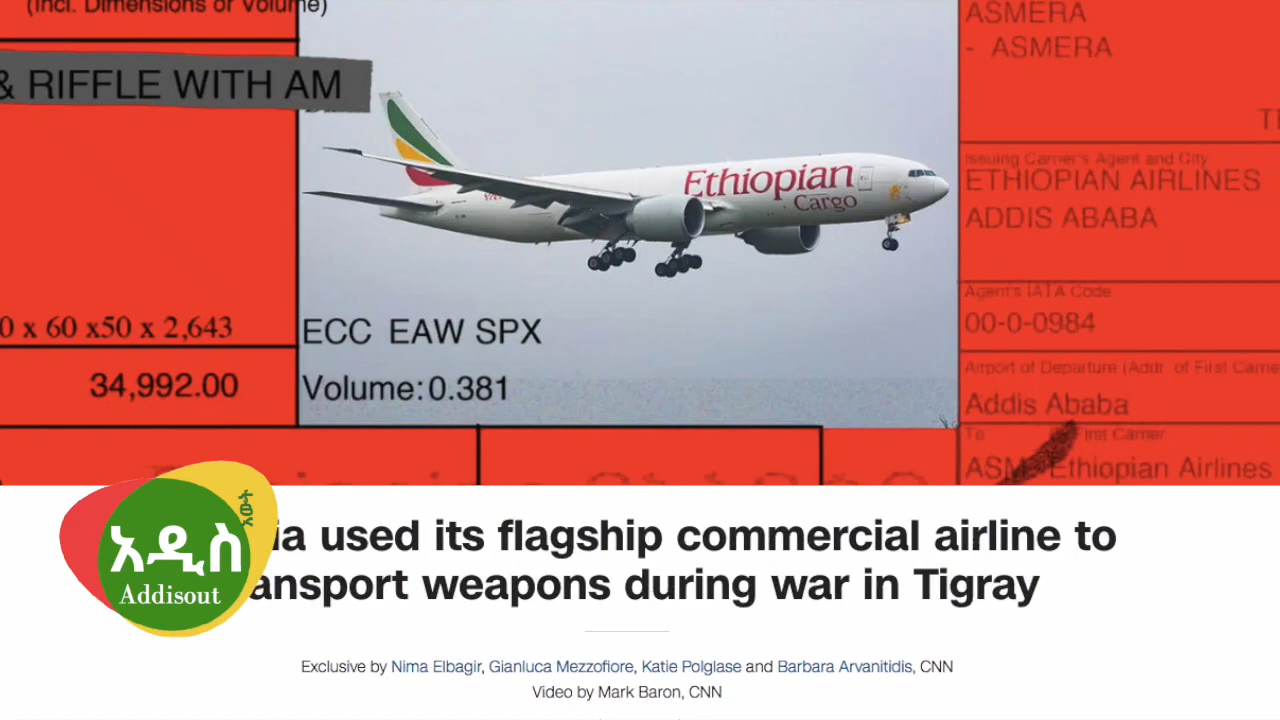 (Incl. Dimensions or Volume)
& RIFFLE WITH AM
0 x 60 x50 x 2,643
34,992.00
Ethiopian
Cargo
ECC EAW SPX
Volume: 0.381
ASMERA
- ASMERA
Issuing Carrier's Agent and City
ETHIOPIAN AIRLINES
ADDIS ABABA
Agent's IATA Code
00-0-0984
Airport of Departure (Addr. of First Carrie
Addis Ababa
To First Carrier
ASM Ethiopian Airlines
አዲስ
አውት
Addisout
ia used its flagship commercial airline to
ansport weapons during war in Tigray
Exclusive by Nima Elbagir, Gianluca Mezzofiore, Katie Polglase and Barbara Arvanitidis, CNN
Video by Mark Baron, CNN